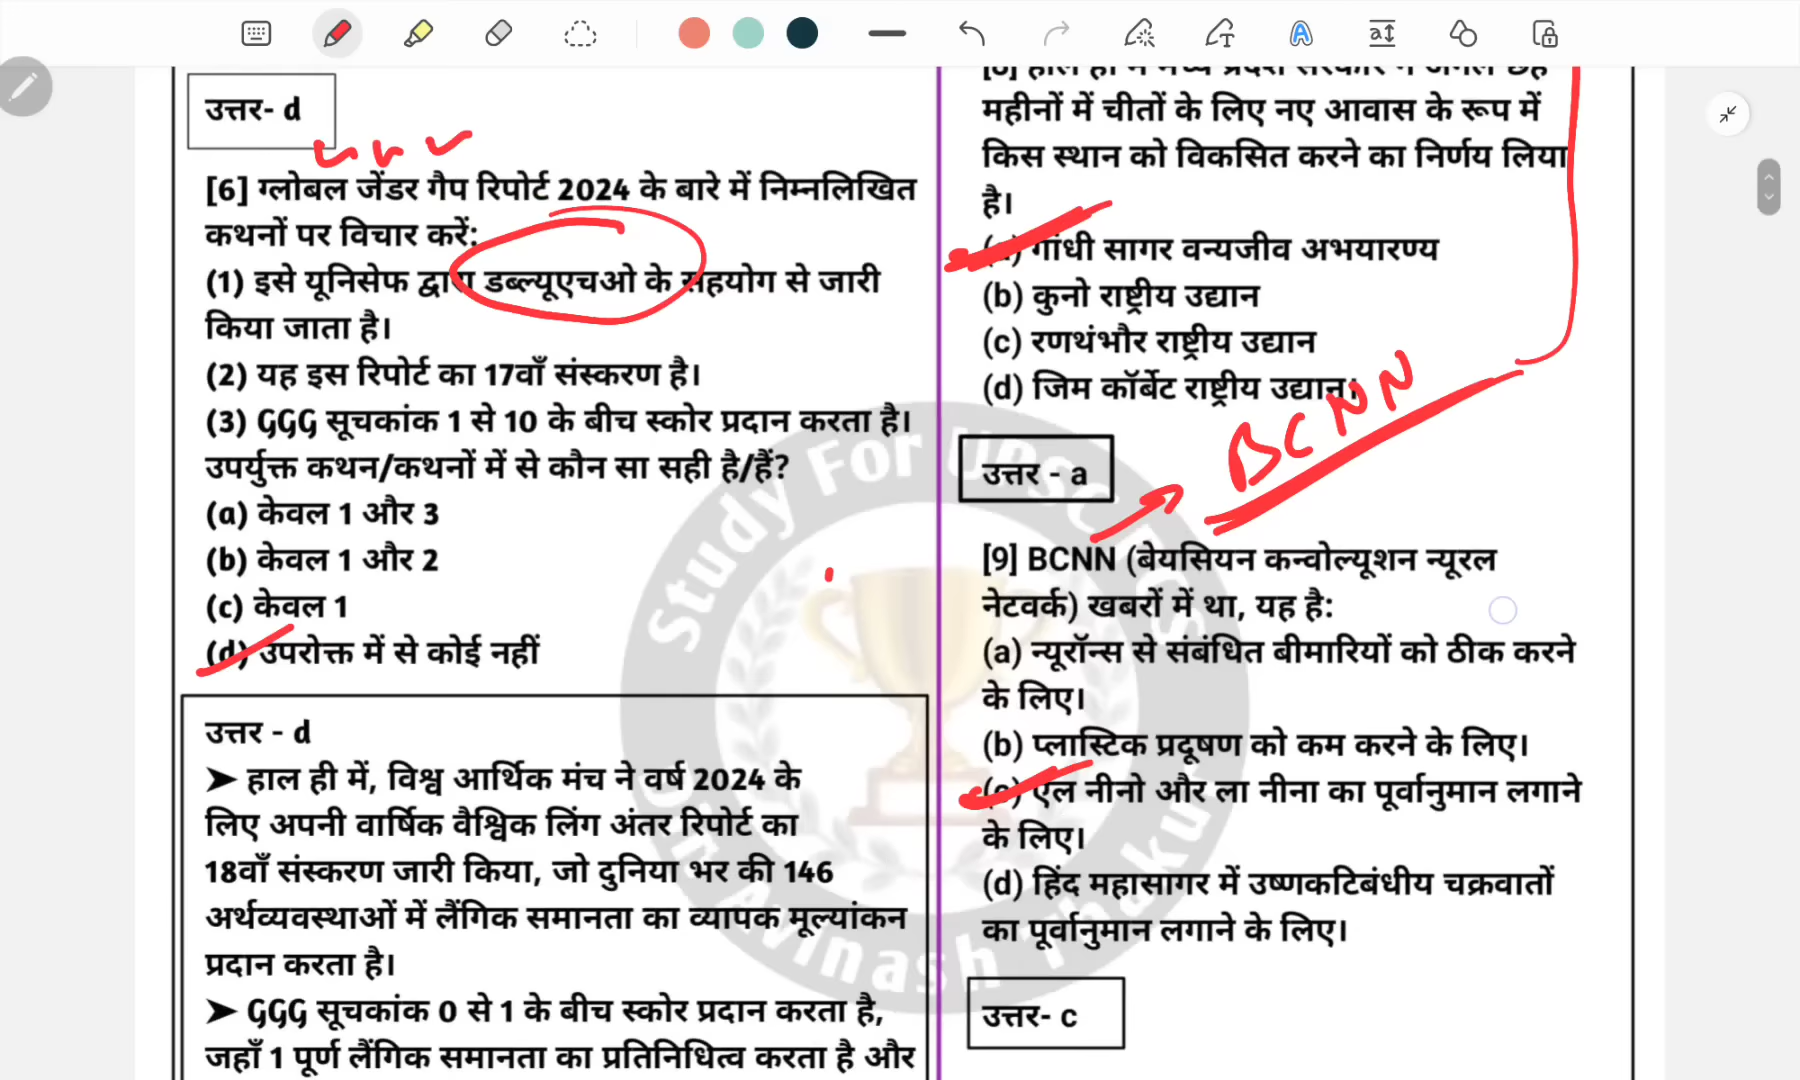 उत्तर- d
[6] ग्लोबल जेंडर गैप रिपोर्ट 2024 के बारे में निम्नलिखित
कथनों पर विचार करें:
(1) इसे यूनिसेफ द्वारा डब्ल्यूएचओ के सहयोग से जारी
किया जाता है।
(2) यह इस रिपोर्ट का 17वाँ संस्करण है।
(3) GGG सूचकांक 1 से 10 के बीच स्कोर प्रदान करता है।
उपर्युक्त कथन/कथनों में से कौन सा सही है/हैं?
(a) केवल 1 और 3
(b) केवल 1 और 2
(c) केवल 1
(d) उपरोक्त में से कोई नहीं
उत्तर - d
➤ हाल ही में, विश्व आर्थिक मंच ने वर्ष 2024 के
लिए अपनी वार्षिक वैश्विक लिंग अंतर रिपोर्ट का
18वाँ संस्करण जारी किया, जो दुनिया भर की 146
अर्थव्यवस्थाओं में लैंगिक समानता का व्यापक मूल्यांकन
प्रदान करता है।
➤ GGG सूचकांक 0 से 1 के बीच स्कोर प्रदान करता है,
जहाँ 1 पूर्ण लैंगिक समानता का प्रतिनिधित्व करता है और
[8] हाल ही में मध्य प्रदेश सरकार ने अगले छह
महीनों में चीतों के लिए नए आवास के रूप में
किस स्थान को विकसित करने का निर्णय लिया
है।
(a) गांधी सागर वन्यजीव अभयारण्य
(b) कुनो राष्ट्रीय उद्यान
(c) रणथंभौर राष्ट्रीय उद्यान
(d) जिम कॉर्बेट राष्ट्रीय उद्यान।
BCNN
उत्तर - a
[9] BCNN (बेयसियन कन्वोल्यूशन न्यूरल
नेटवर्क) खबरों में था, यह है:
(a) न्यूरॉन्स से संबंधित बीमारियों को ठीक करने
के लिए।
(b) प्लास्टिक प्रदूषण को कम करने के लिए।
(c) एल नीनो और ला नीना का पूर्वानुमान लगाने
के लिए।
(d) हिंद महासागर में उष्णकटिबंधीय चक्रवातों
का पूर्वानुमान लगाने के लिए।
उत्तर- c